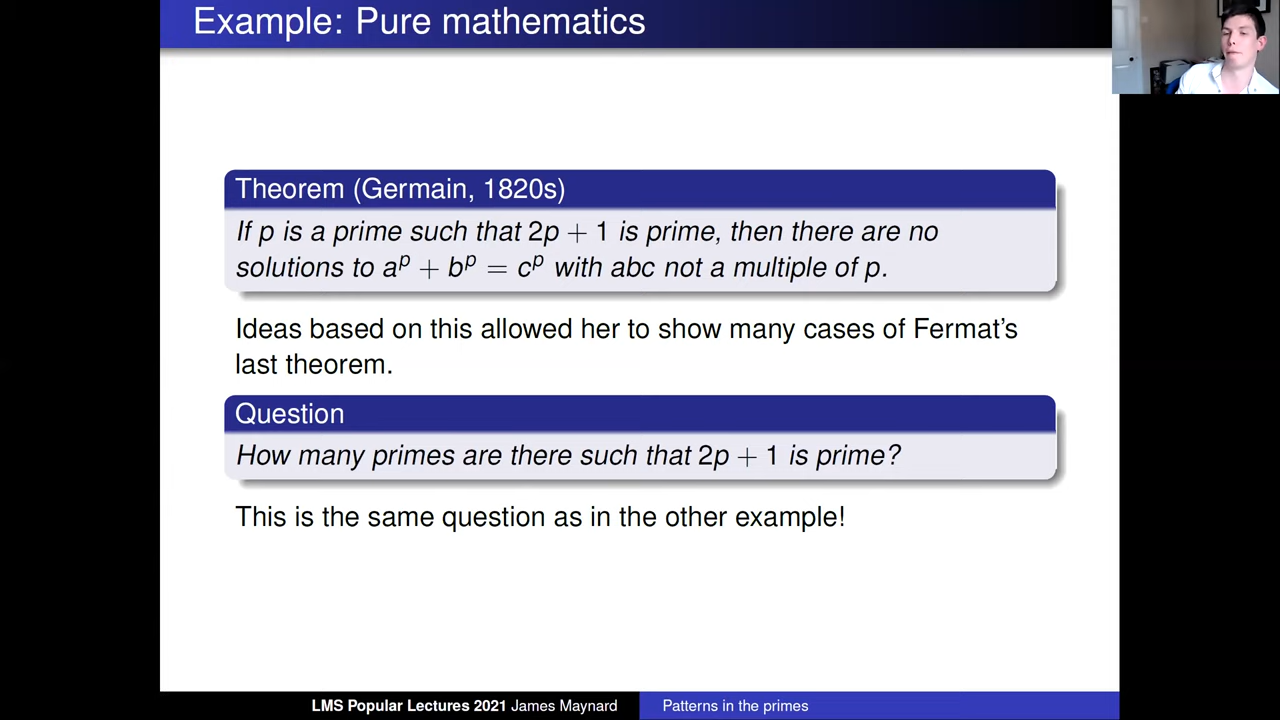 Example: Pure mathematics
Theorem (Germain, 1820s)
If p is a prime such that 2p + 1 is prime, then there are no
solutions to aᵖ + bᵖ = cᵖ with abc not a multiple of p.
Ideas based on this allowed her to show many cases of Fermat's
last theorem.
Question
How many primes are there such that 2p + 1 is prime?
This is the same question as in the other example!
LMS Popular Lectures 2021 James Maynard
Patterns in the primes